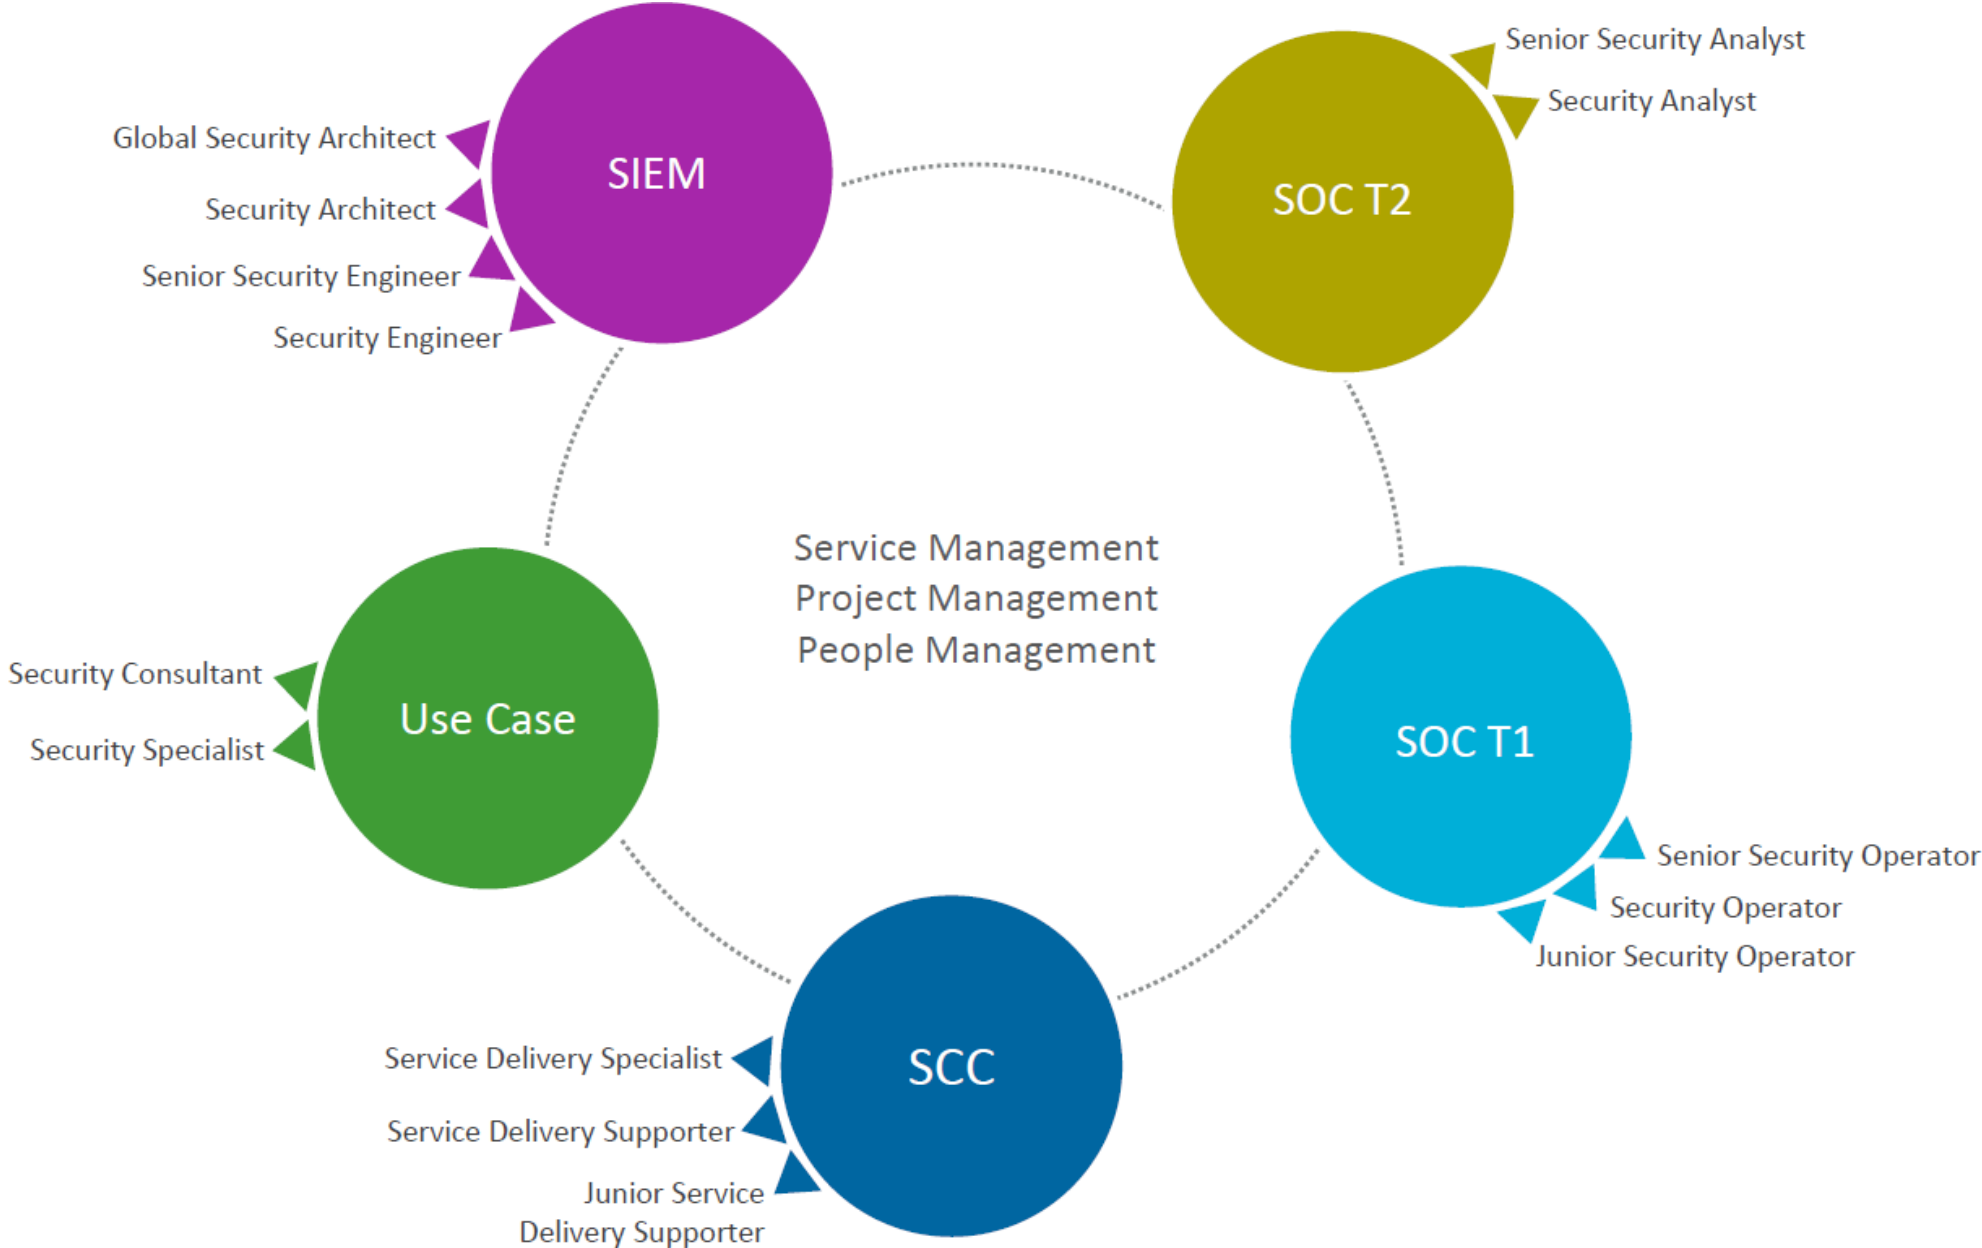 Senior Security Analyst
Security Analyst
SOC T2
SIEM
Global Security Architect
Security Architect
Senior Security Engineer
Security Engineer
Service Management
Project Management
People Management
Use Case
Security Consultant
Security Specialist
SOC T1
Senior Security Operator
Security Operator
Junior Security Operator
SCC
Service Delivery Specialist
Service Delivery Supporter
Junior Service
Delivery Supporter